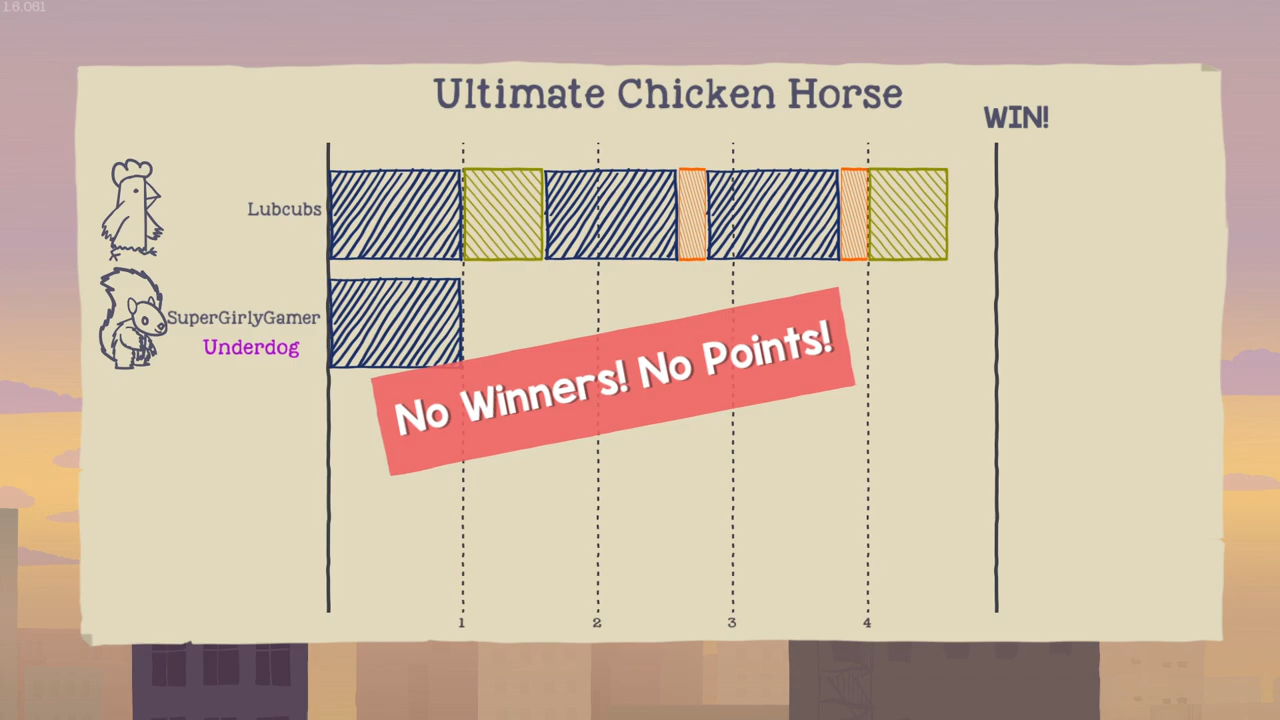 1.6.061
Ultimate Chicken Horse
WIN!
Lubcubs
SuperGirlyGamer
Underdog
No Winners! No Points!
1 2 3 4